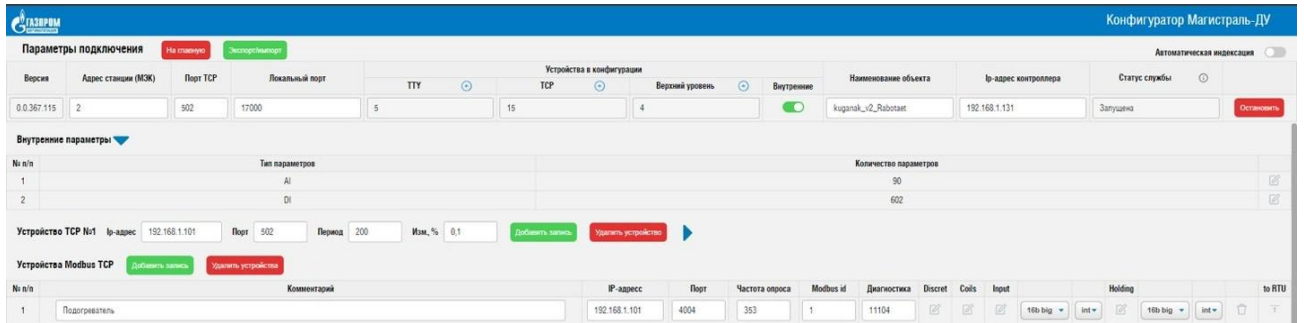 ГАЗПРОМ
Конфигуратор Магистраль-ДУ
Параметры подключения На главную Экспорт/импорт Автоматическая индексация
Устройства в конфигурации
Версия Адрес станции (МЭК) Порт TCP Локальный порт TTY TCP Верхний уровень Внутренние Наименование объекта Ip-адрес контроллера Статус службы
0.0.367.115 2 502 17000 5 15 4 kuganak_v2_Rabotaet 192.168.1.131 Запущена Остановить
Внутренние параметры
№ п/п Тип параметров Количество параметров
1 AI 90
2 DI 602
Устройство TCP №1 Ip-адрес 192.168.1.101 Порт 502 Период 200 Изм., % 0,1 Добавить запись Удалить устройство
Устройства Modbus TCP Добавить запись Удалить устройства
№ п/п Комментарий IP-адресс Порт Частота опроса Modbus id Диагностика Discret Coils Input Holding to RTU
1 Подогреватель 192.168.1.101 4004 353 1 11104 16b big int 16b big int